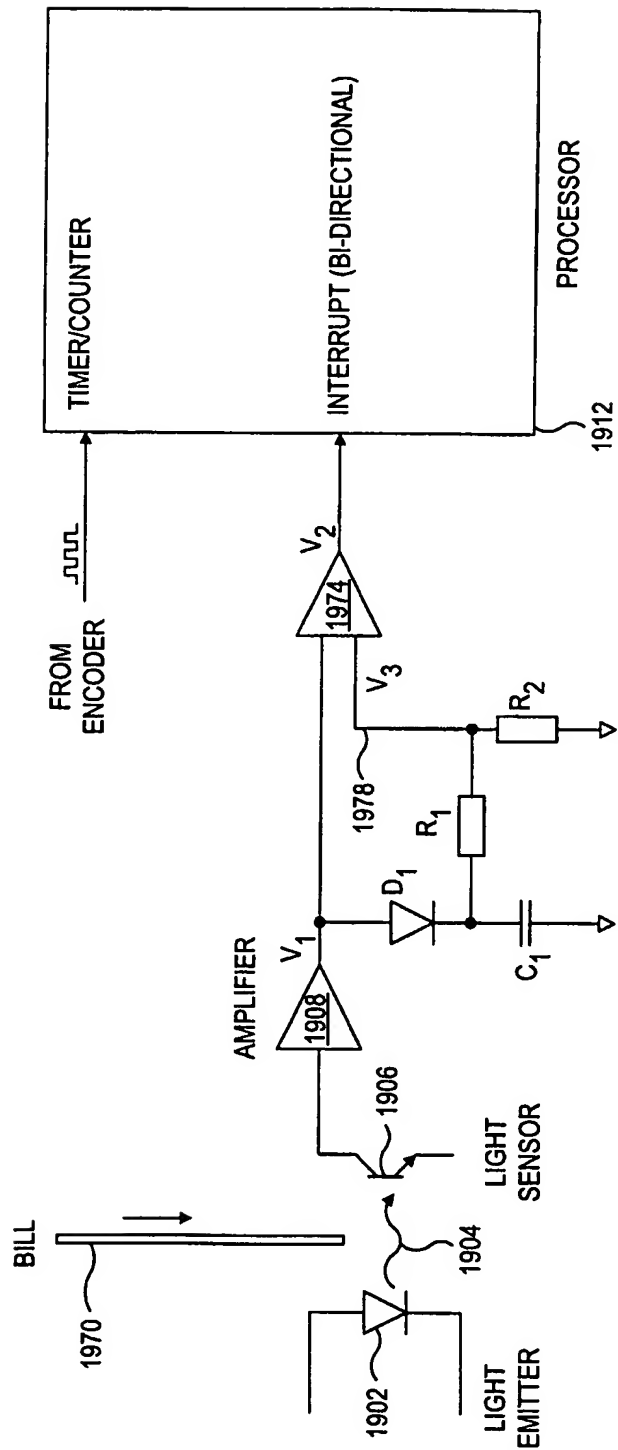 BILL
1970
FROM
ENCODER
TIMER/COUNTER
INTERRUPT (BI-DIRECTIONAL)
PROCESSOR
1912
AMPLIFIER
1908
V1
V2
1974
V3
1978
D1
R1
R2
C1
1906
1904
1902
LIGHT
EMITTER
LIGHT
SENSOR